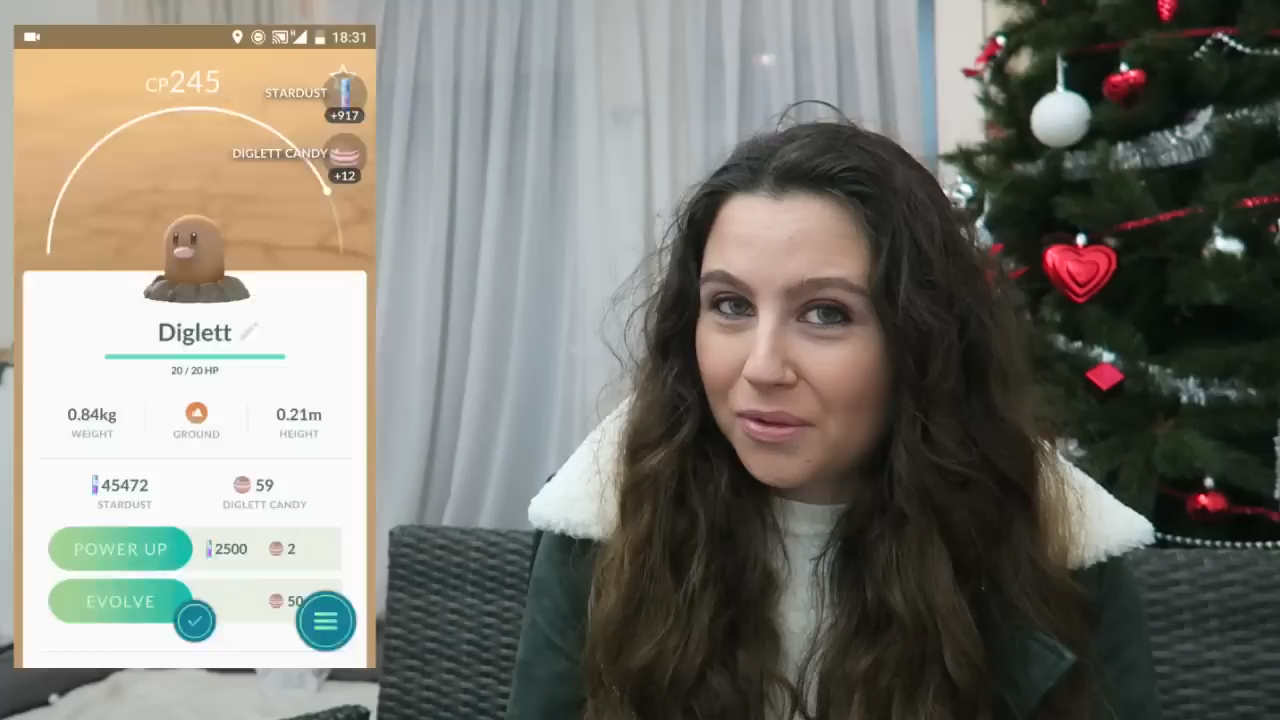 18:31
CP245
STARDUST
+917
DIGLETT CANDY
+12
Diglett
20 / 20 HP
0.84kg
WEIGHT
GROUND
0.21m
HEIGHT
45472
STARDUST
59
DIGLETT CANDY
POWER UP
2500
2
EVOLVE
50